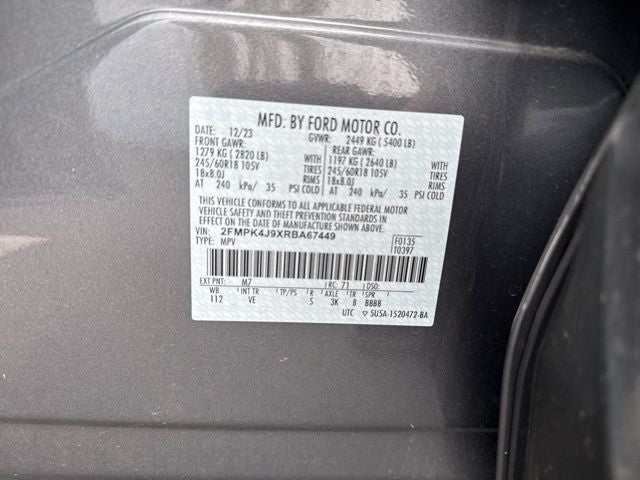 MFD. BY FORD MOTOR CO.
DATE: 12/23 GVWR: 2449 KG ( 5400 LB)
FRONT GAWR: REAR GAWR:
1279 KG ( 2820 LB) 1197 KG ( 2640 LB)
245/60R18 105V TIRES 245/60R18 105V TIRES
18x8.0J RIMS 18x8.0J RIMS
AT 240 kPa/ 35 PSI COLD AT 240 kPa/ 35 PSI COLD
THIS VEHICLE CONFORMS TO ALL APPLICABLE FEDERAL MOTOR
VEHICLE SAFETY AND THEFT PREVENTION STANDARDS IN
EFFECT ON THE DATE OF MANUFACTURE SHOWN ABOVE.
VIN: 2FMPK4J9XRBA67449 F0135
TYPE: MPV T0397
EXT PNT: M7 RC: 71 DSO:
WB INT TR TP/PS R AXLE TR SPR
112 VE S 3K 8 BBBB
UTC ▽ 5U5A-1520472-BA